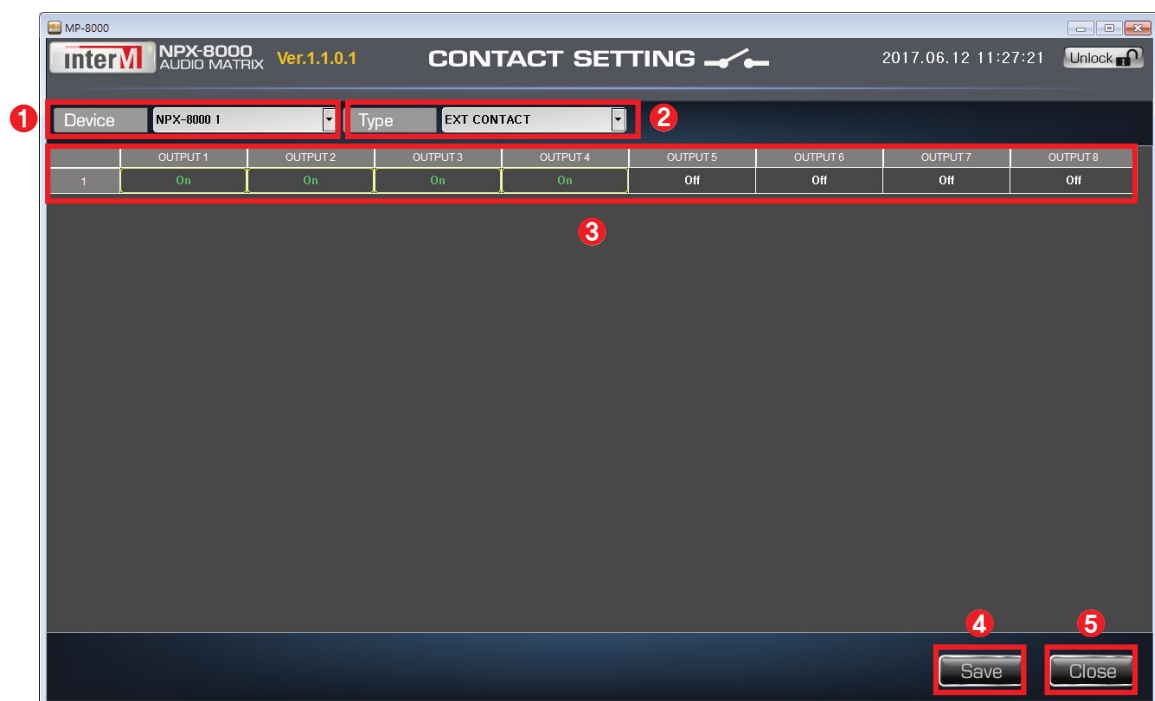 MP-8000
interM NPX-8000 AUDIO MATRIX Ver.1.1.0.1 CONTACT SETTING 2017.06.12 11:27:21 Unlock
1 Device NPX-8000 1 Type EXT CONTACT 2
OUTPUT 1 OUTPUT 2 OUTPUT 3 OUTPUT 4 OUTPUT 5 OUTPUT 6 OUTPUT 7 OUTPUT 8
1 On On On On Off Off Off Off
3
4 5
Save Close